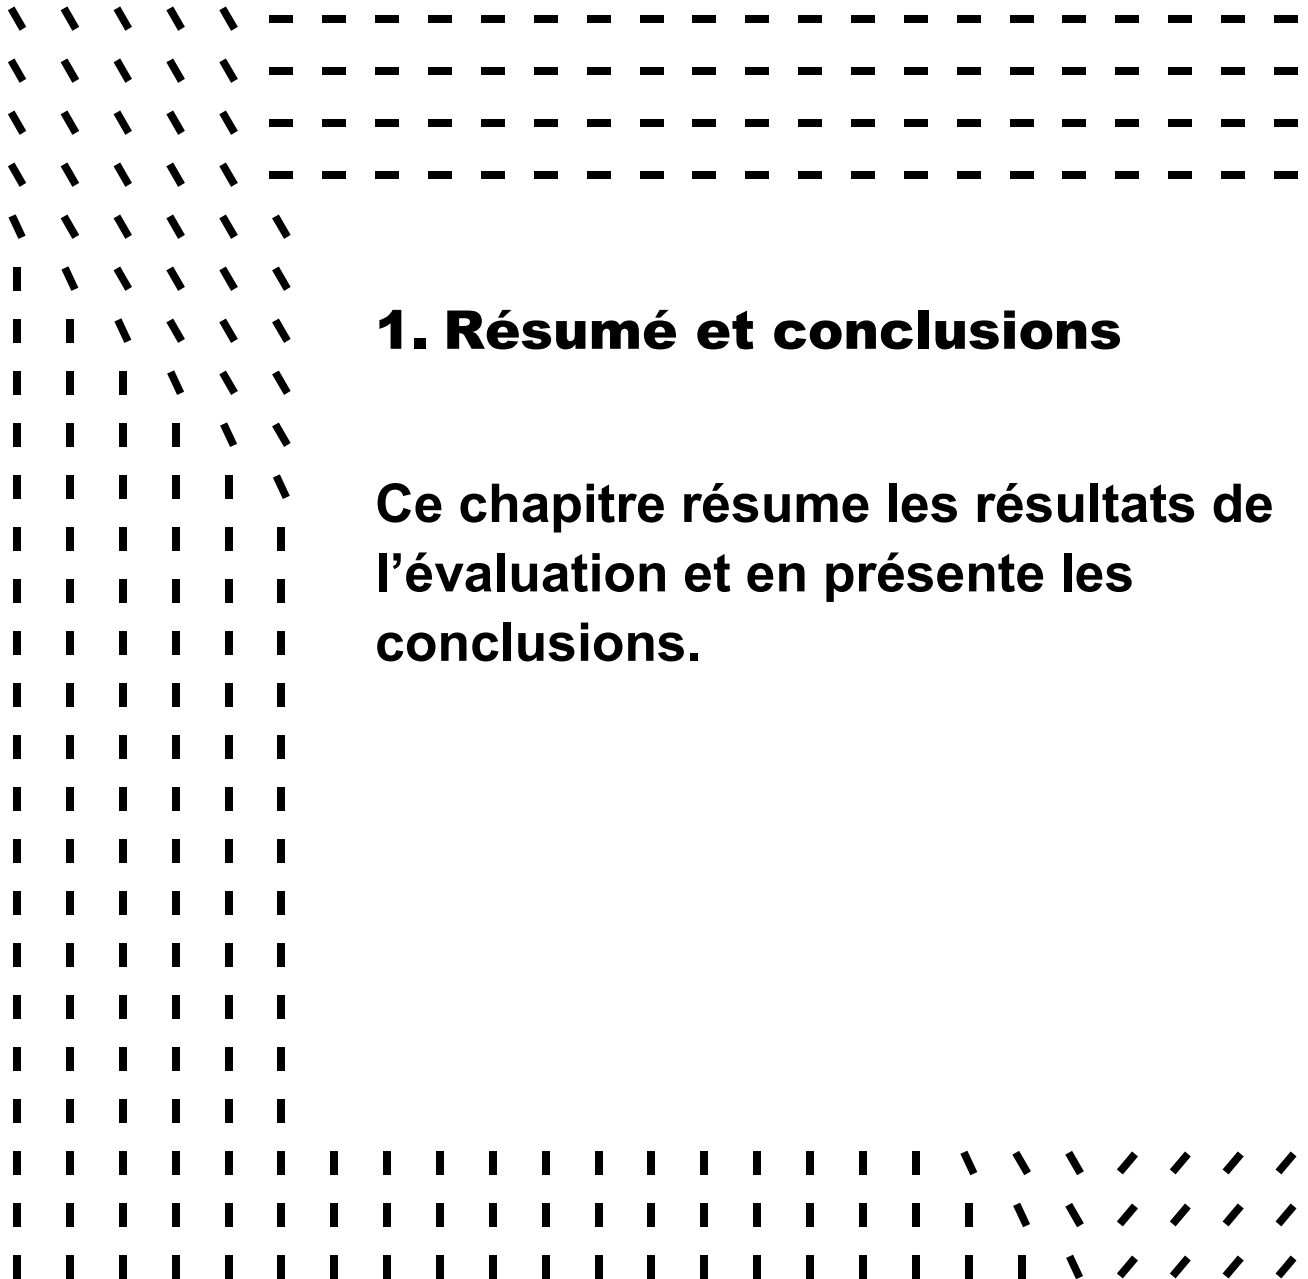 1. Résumé et conclusions
Ce chapitre résume les résultats de
l’évaluation et en présente les
conclusions.